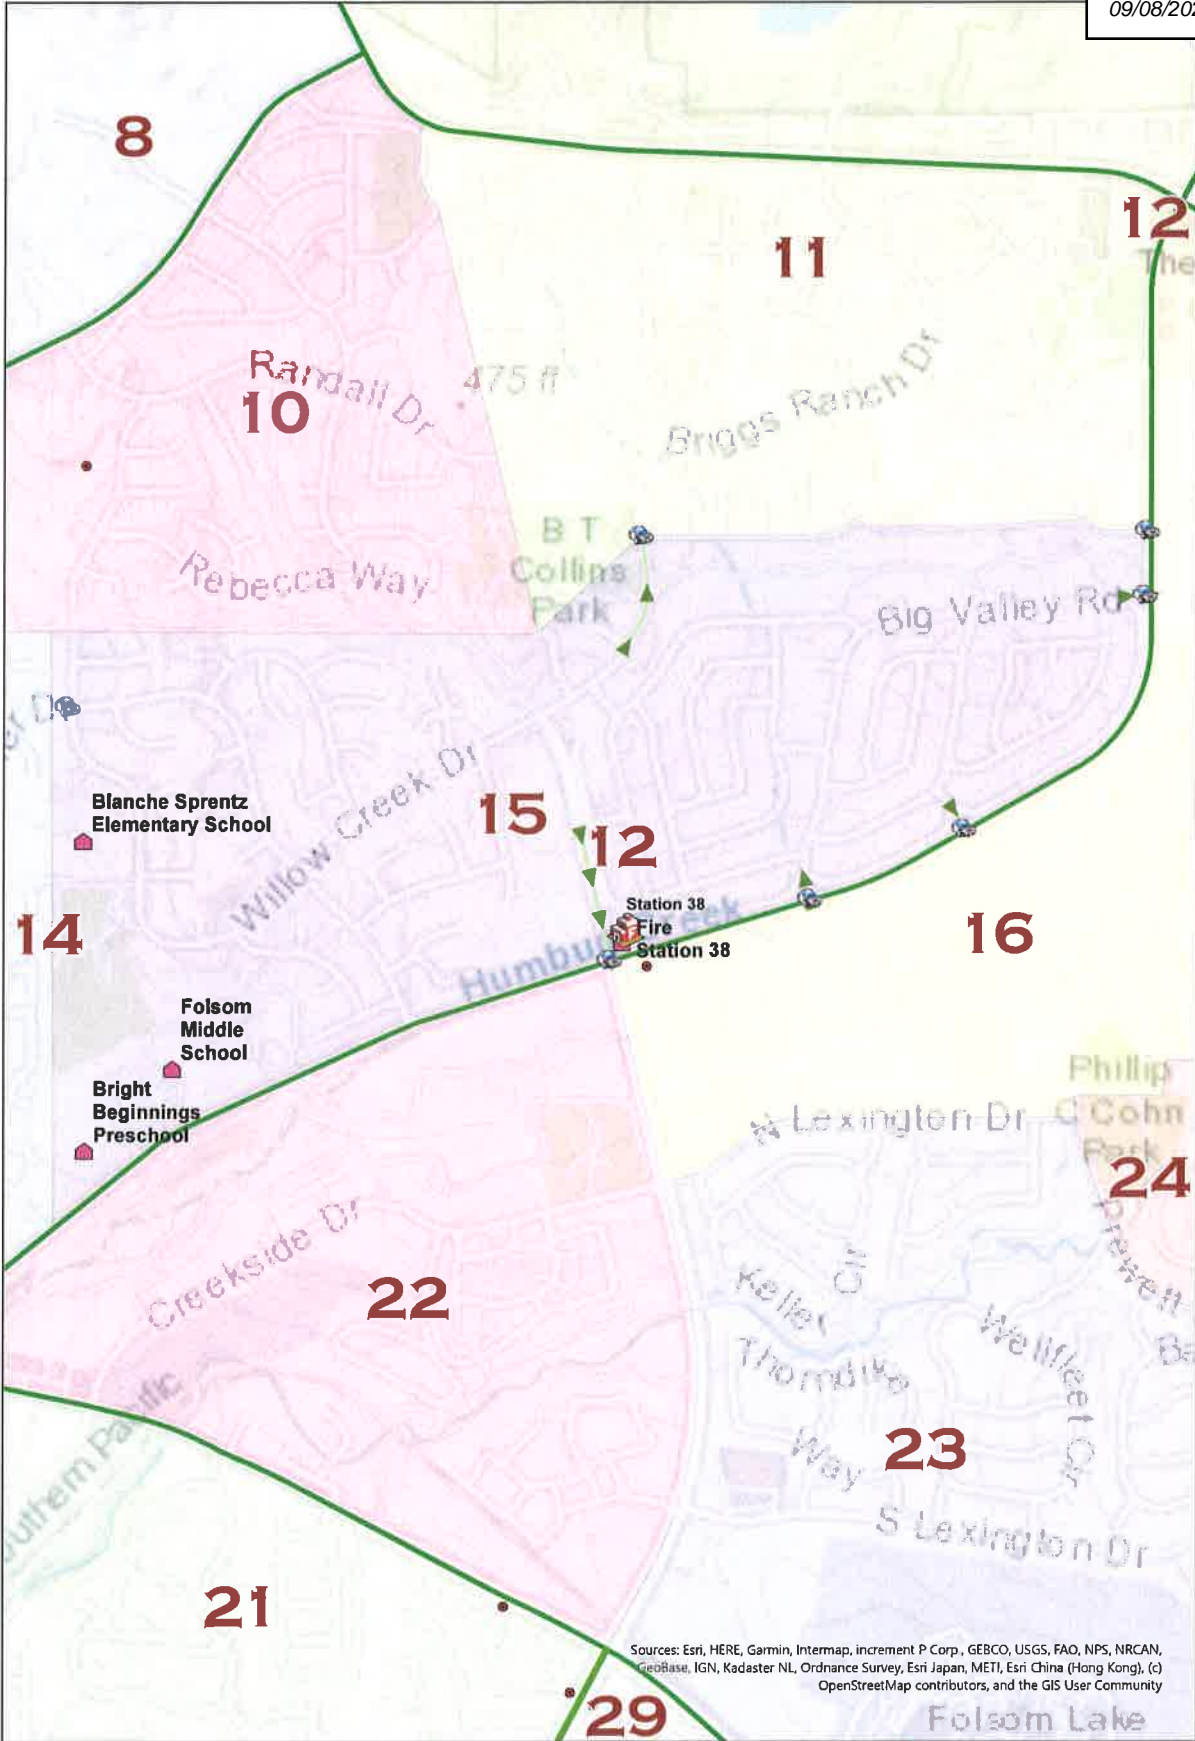 09/08/202
8
12
The
11
Randall Dr
10
475 ft
Briggs Ranch Dr
B T
Collins
Park
Rebecca Way
Big Valley Rd
Blanche Sprentz
Elementary School
Willow Creek Dr
15
12
14
Station 38
Fire
Station 38
Humbug Creek
16
Folsom
Middle
School
Bright
Beginnings
Preschool
Phillip
C Cohn
Park
N Lexington Dr
24
Prewett
Creekside Dr
22
Keller
Cir
Thorndike
Way
Wellfleet Cir
Ba
23
S Lexington Dr
outhern Pacific
21
Sources: Esri, HERE, Garmin, Intermap, increment P Corp., GEBCO, USGS, FAO, NPS, NRCAN,
GeoBase, IGN, Kadaster NL, Ordnance Survey, Esri Japan, METI, Esri China (Hong Kong), (c)
OpenStreetMap contributors, and the GIS User Community
29
Folsom Lake